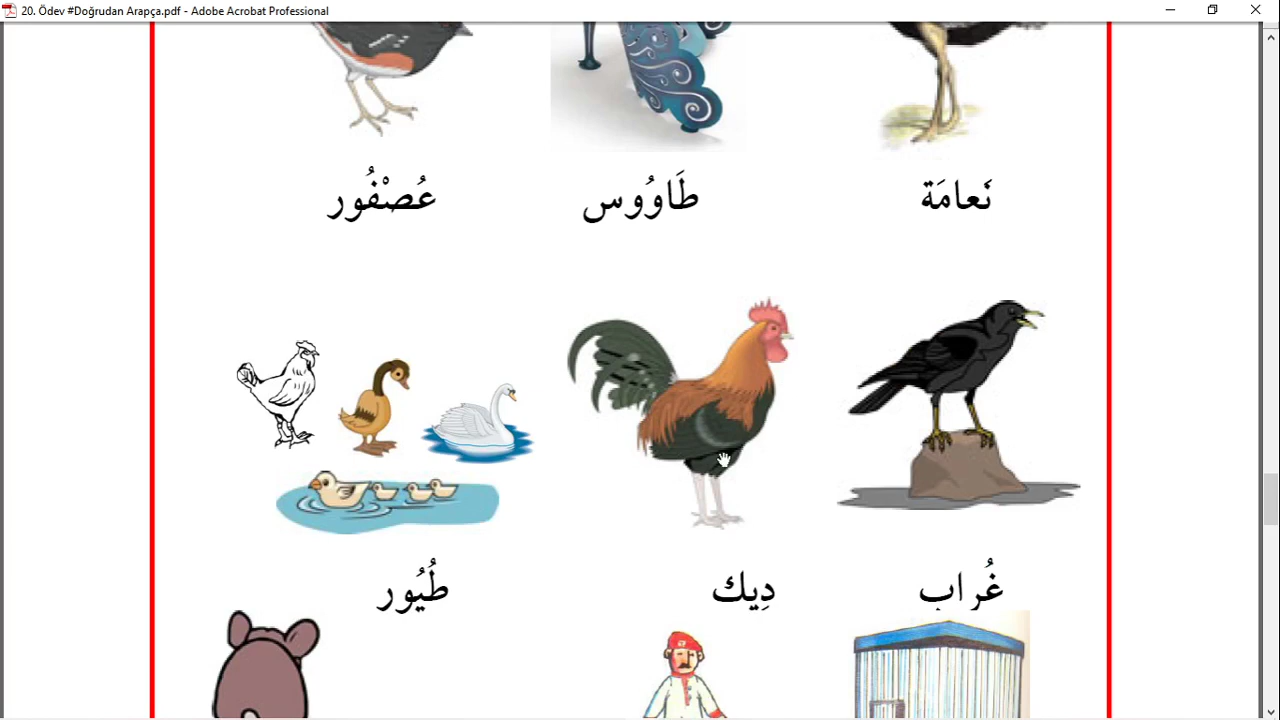 20. Ödev #Doğrudan Arapça.pdf - Adobe Acrobat Professional
نَعامَة طَاوُوس عُصْفُور
غُراب دِيك طُيُور